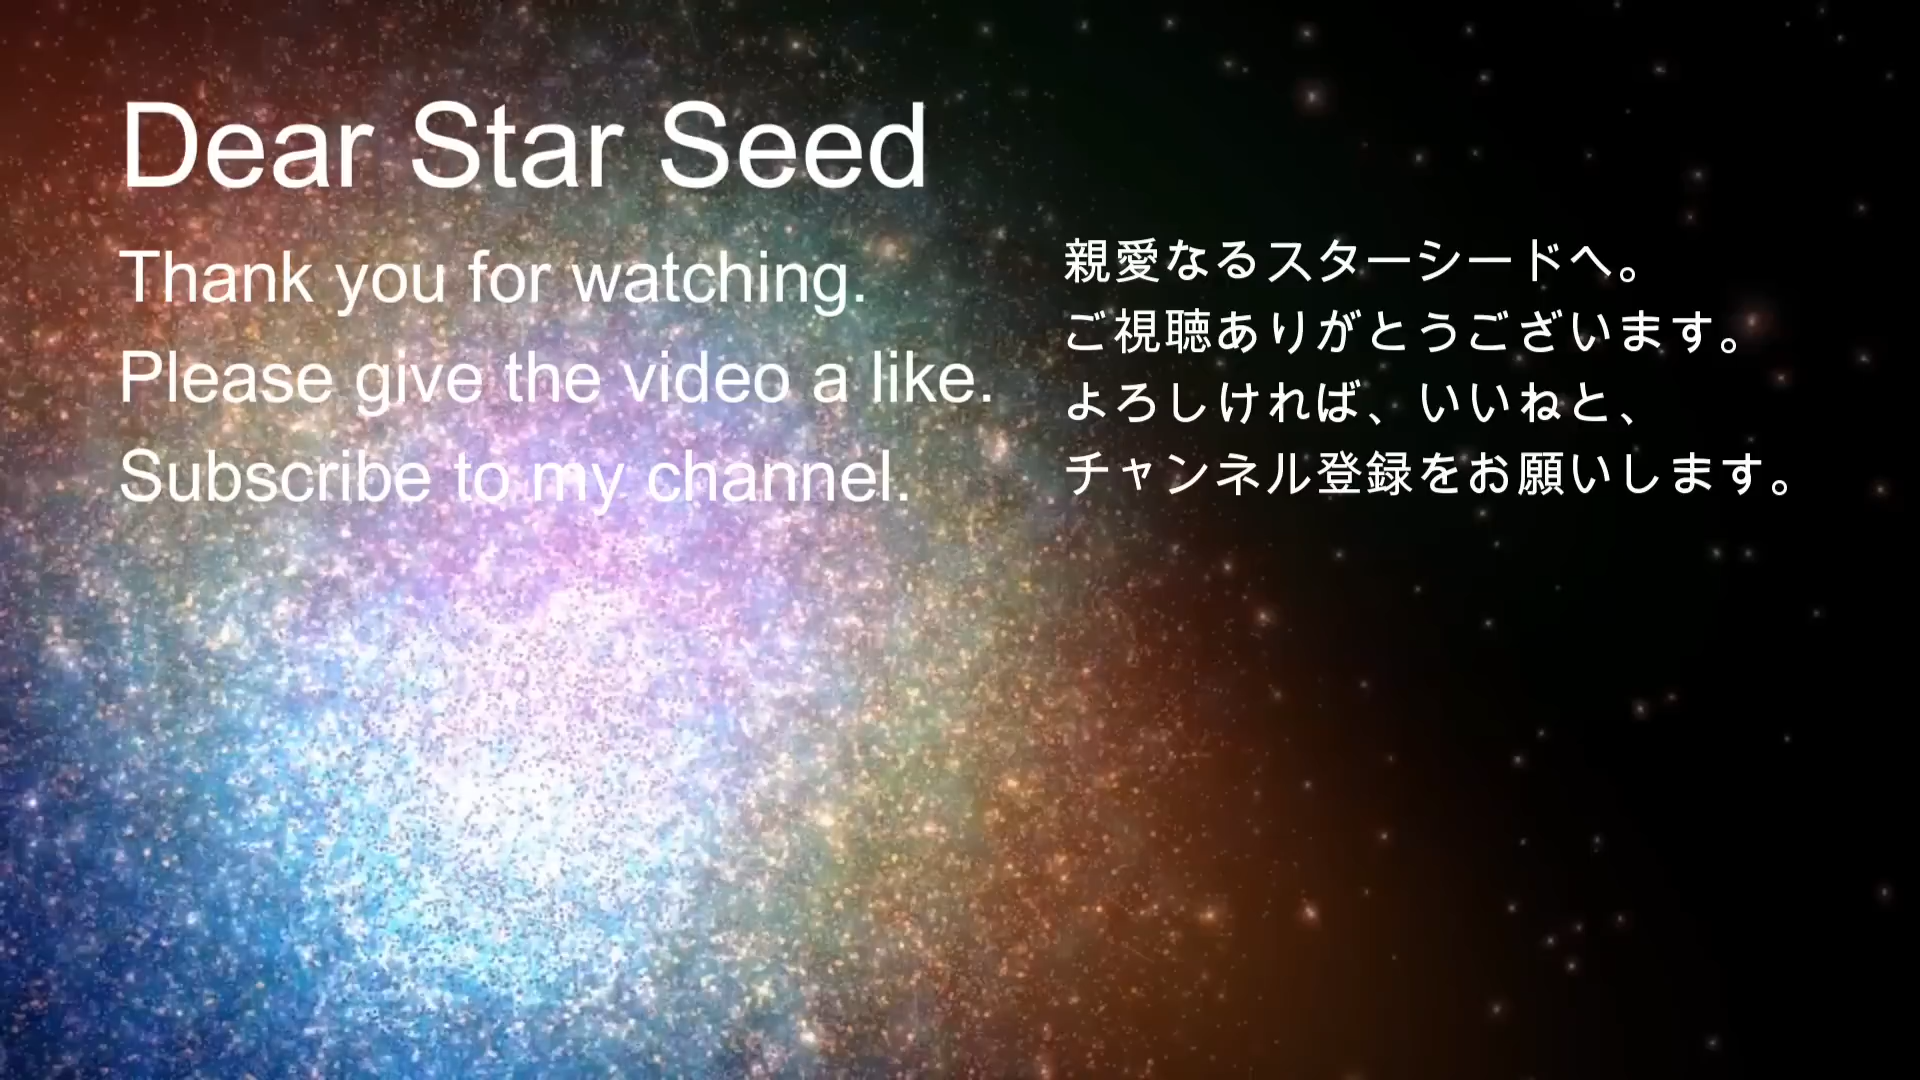 Dear Star Seed
Thank you for watching.
Please give the video a like.
Subscribe to my channel.
親愛なるスターシードへ。
ご視聴ありがとうございます。
よろしければ、いいねと、
チャンネル登録をお願いします。